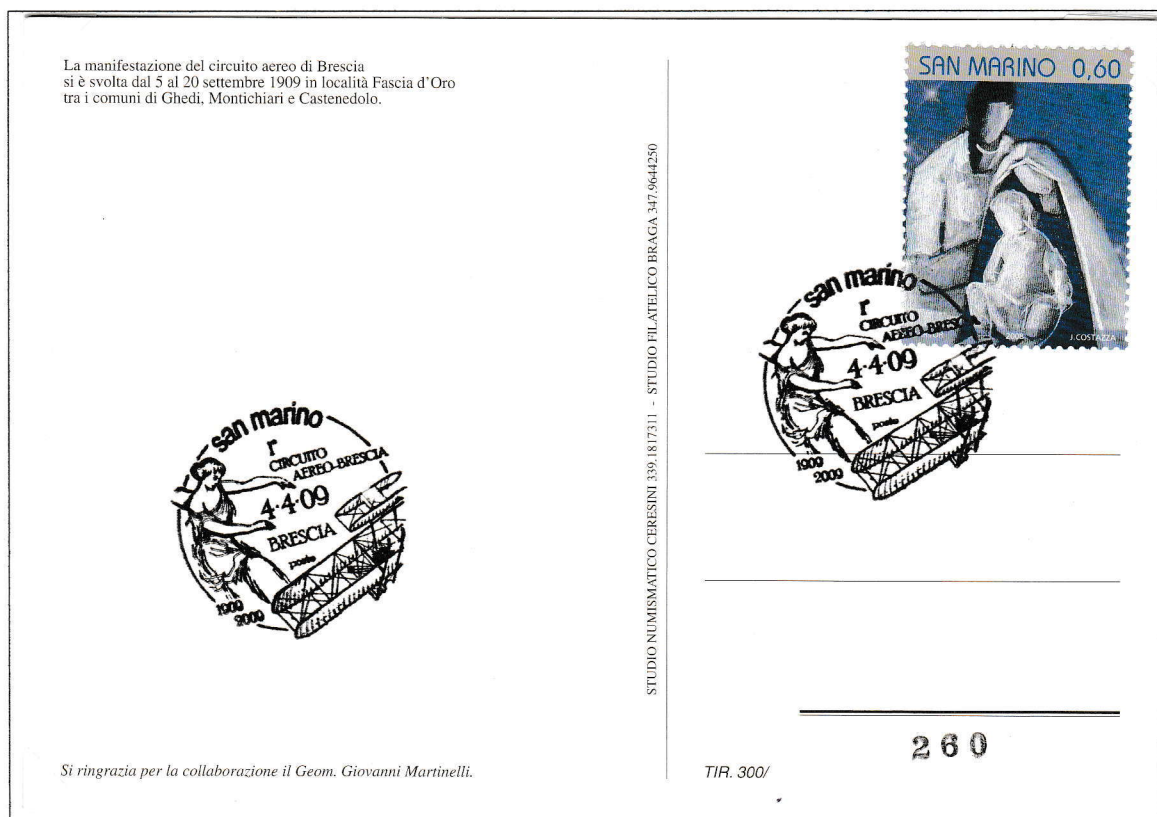 La manifestazione del circuito aereo di Brescia
si è svolta dal 5 al 20 settembre 1909 in località Fascia d'Oro
tra i comuni di Ghedi, Montichiari e Castenedolo.
san marino
r
CIRCUITO
AEREO-BRESCIA
4·4·09
BRESCIA
poste
1909
2009
Si ringrazia per la collaborazione il Geom. Giovanni Martinelli.
STUDIO NUMISMATICO CERESINI 339.1817311 - STUDIO FILATELICO BRAGA 347.9644250
SAN MARINO 0,60
J.COSTAZZA
san marino
r
CIRCUITO
AEREO-BRESC
4·4·09
BRESCIA
poste
1909
2009
260
TIR. 300/